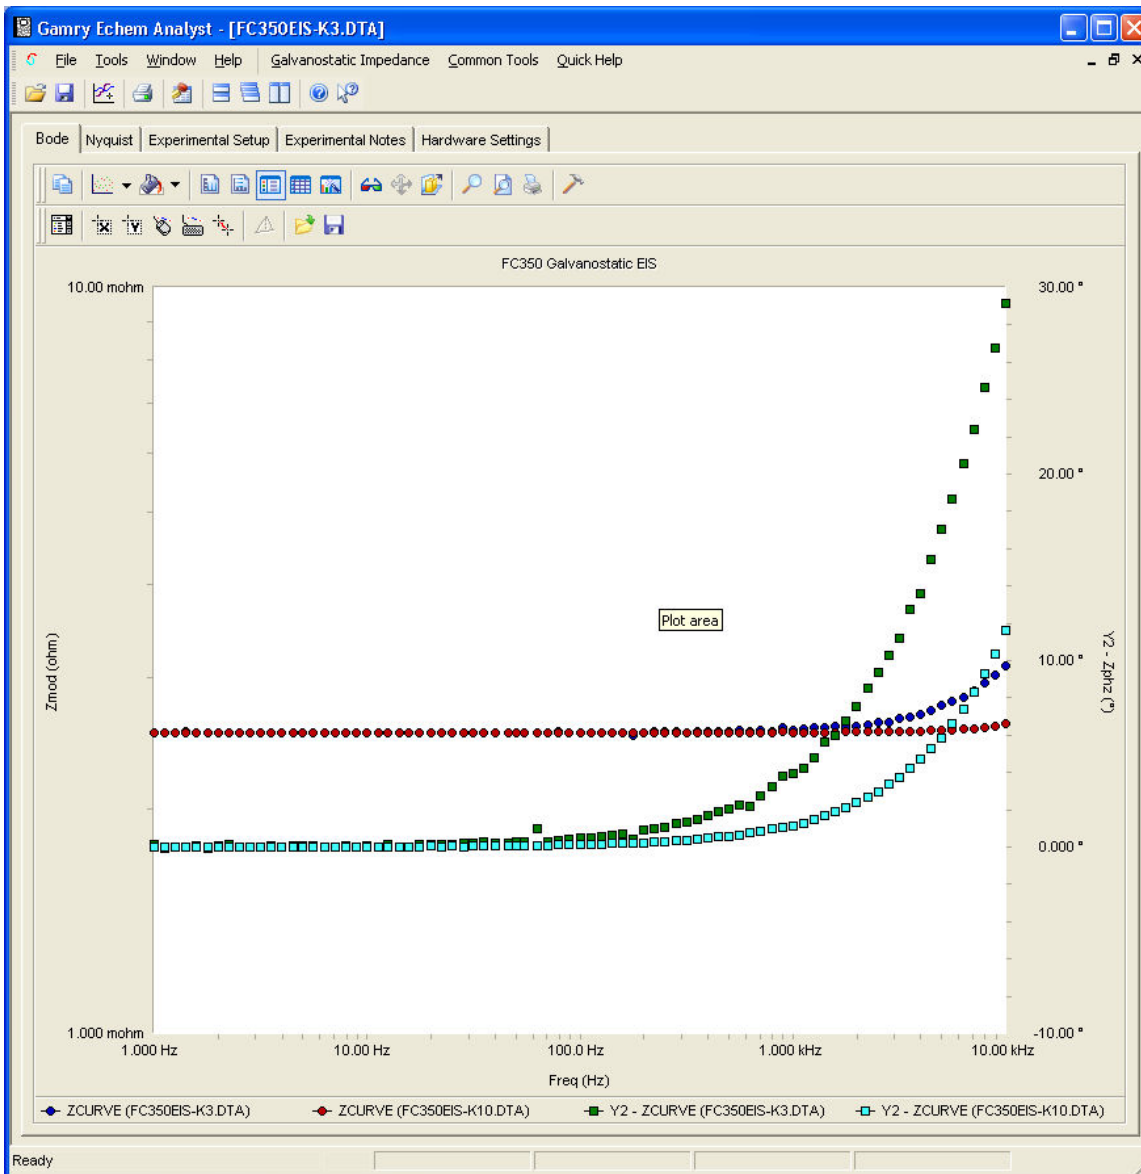 Gamry Echem Analyst - [FC350EIS-K3.DTA]
File Tools Window Help Galvanostatic Impedance Common Tools Quick Help
Bode Nyquist Experimental Setup Experimental Notes Hardware Settings
FC350 Galvanostatic EIS
10.00 mohm
30.00 °
20.00 °
Plot area
Zmod (ohm)
10.00 °
Y2 - Zphz (°)
0.000 °
1.000 mohm
-10.00 °
1.000 Hz 10.00 Hz 100.0 Hz 1.000 kHz 10.00 kHz
Freq (Hz)
ZCURVE (FC350EIS-K3.DTA) ZCURVE (FC350EIS-K10.DTA) Y2 - ZCURVE (FC350EIS-K3.DTA) Y2 - ZCURVE (FC350EIS-K10.DTA)
Ready